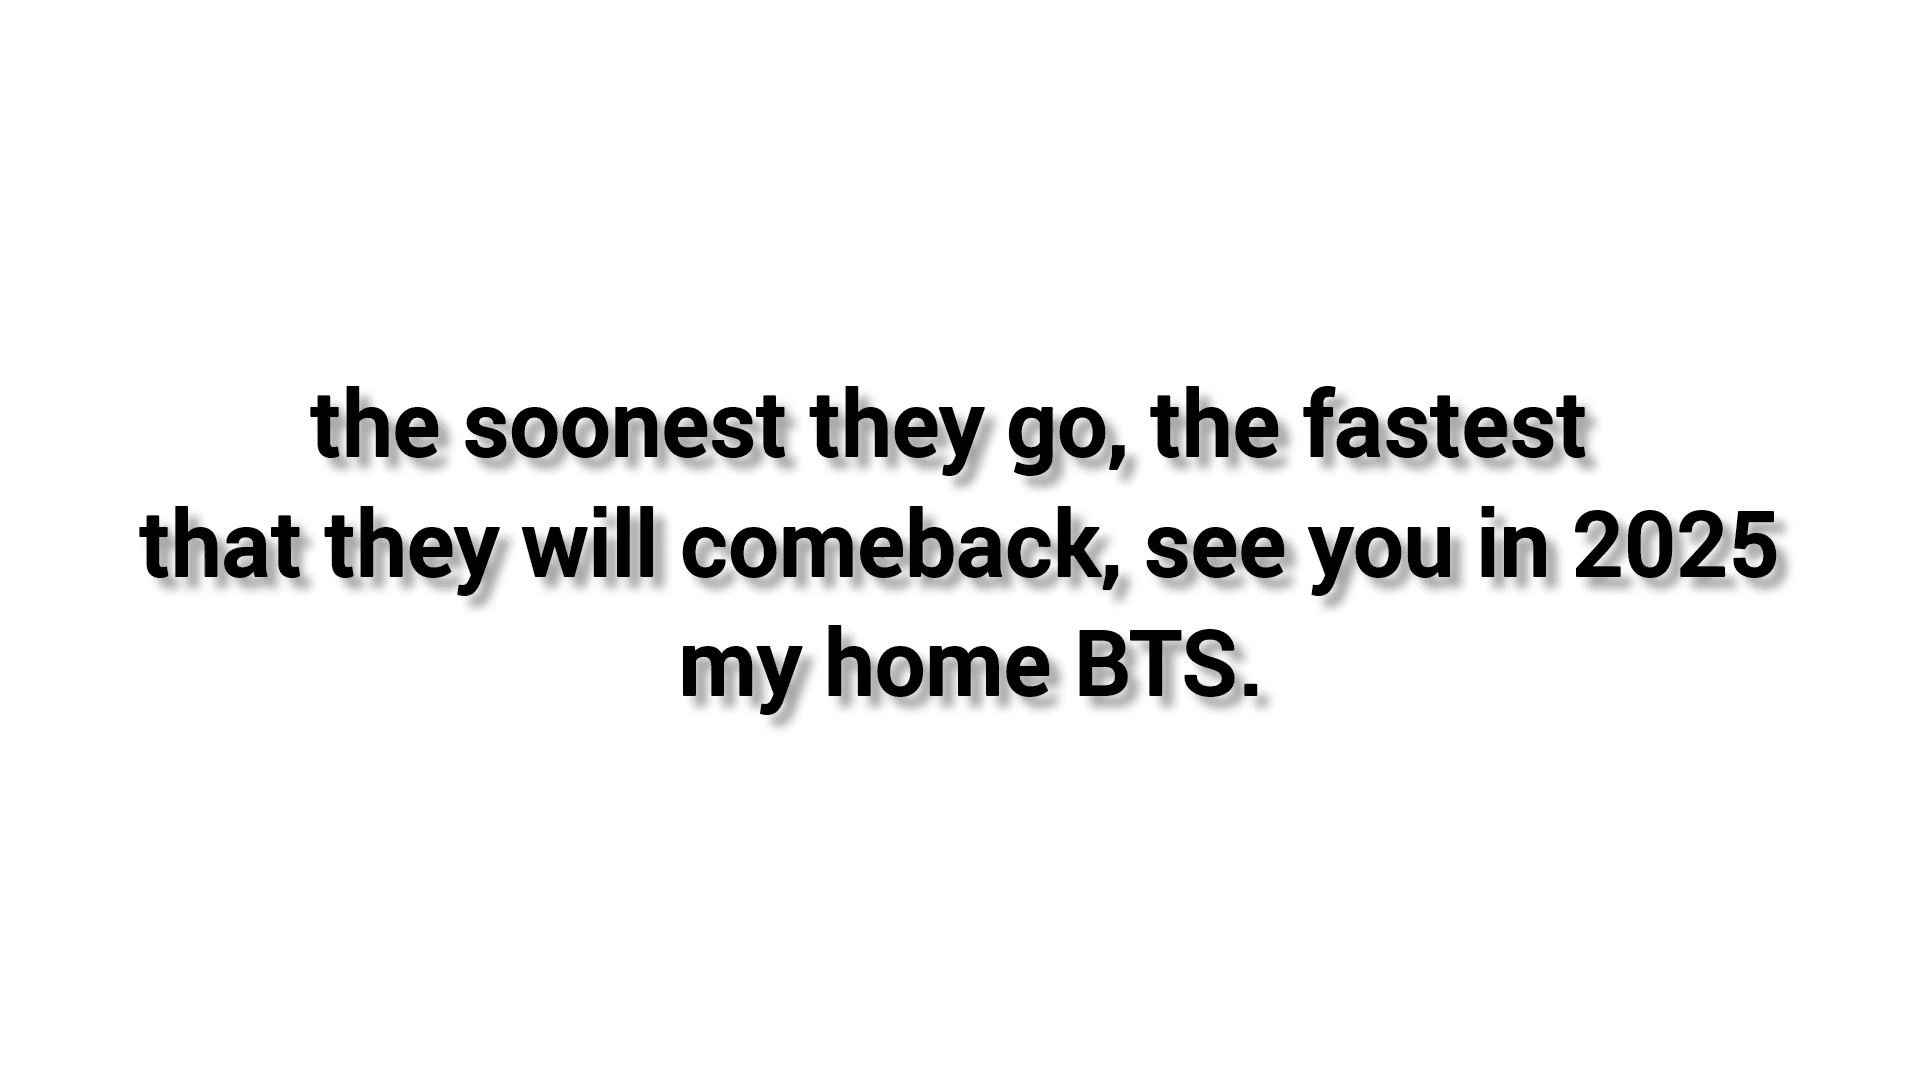 the soonest they go, the fastest
that they will comeback, see you in 2025
my home BTS.